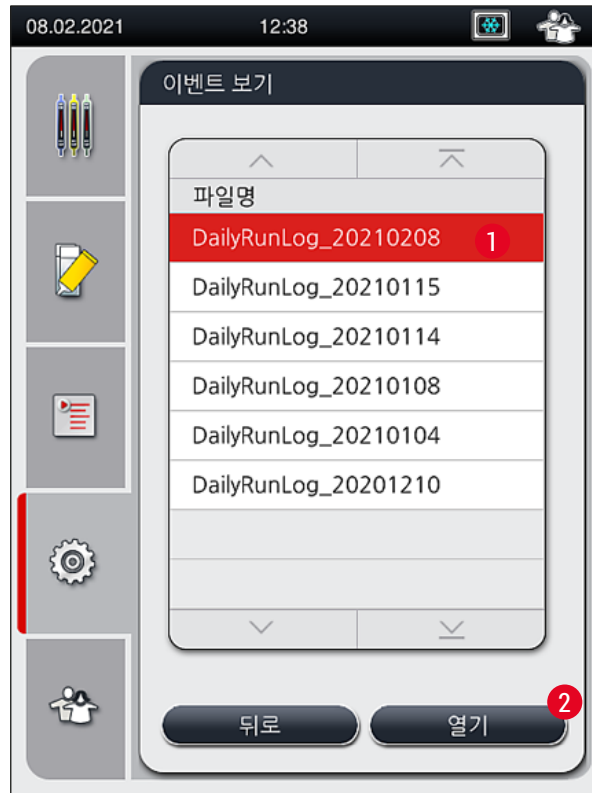 08.02.2021 12:38
이벤트 보기
파일명
DailyRunLog_20210208 1
DailyRunLog_20210115
DailyRunLog_20210114
DailyRunLog_20210108
DailyRunLog_20210104
DailyRunLog_20201210
2
뒤로 열기